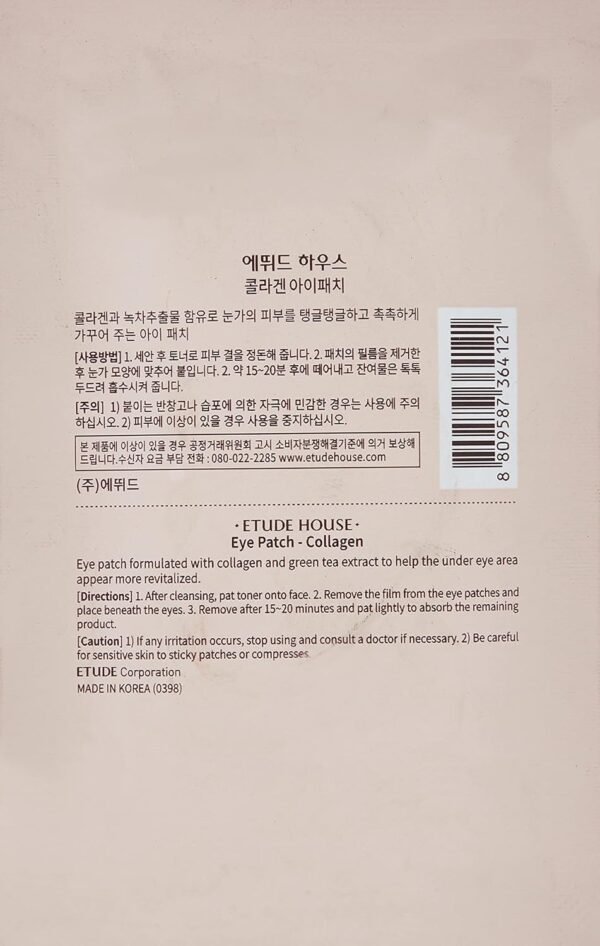 에뛰드 하우스
콜라겐 아이패치
콜라겐과 녹차추출물 함유로 눈가의 피부를 탱글탱글하고 촉촉하게
가꾸어 주는 아이 패치
[사용방법] 1. 세안 후 토너로 피부 결을 정돈해 줍니다. 2. 패치의 필름을 제거한
후 눈가 모양에 맞추어 붙입니다. 2. 약 15~20분 후에 떼어내고 잔여물은 톡톡
두드려 흡수시켜 줍니다.
[주의] 1) 붙이는 반창고나 습포에 의한 자극에 민감한 경우는 사용에 주의
하십시오. 2) 피부에 이상이 있을 경우 사용을 중지하십시오.
본 제품에 이상이 있을 경우 공정거래위원회 고시 소비자분쟁해결기준에 의거 보상해
드립니다.수신자 요금 부담 전화 : 080-022-2285 www.etudehouse.com
(주)에뛰드
8 809587 364121
· ETUDE HOUSE ·
Eye Patch - Collagen
Eye patch formulated with collagen and green tea extract to help the under eye area
appear more revitalized.
[Directions] 1. After cleansing, pat toner onto face. 2. Remove the film from the eye patches and
place beneath the eyes. 3. Remove after 15~20 minutes and pat lightly to absorb the remaining
product.
[Caution] 1) If any irritation occurs, stop using and consult a doctor if necessary. 2) Be careful
for sensitive skin to sticky patches or compresses.
ETUDE Corporation
MADE IN KOREA (0398)